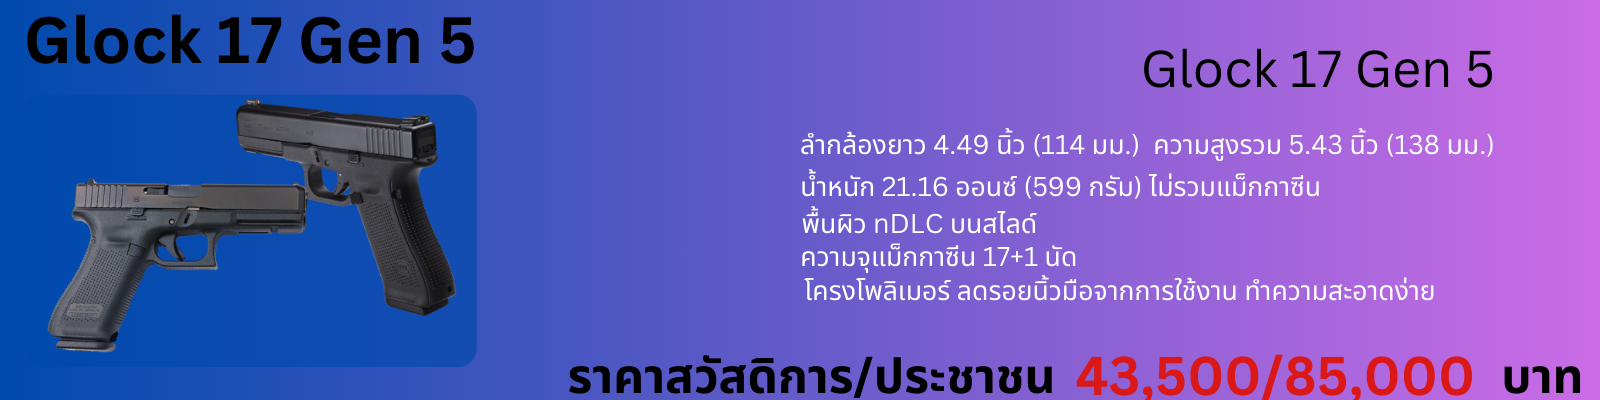 Glock 17 Gen 5
Glock 17 Gen 5
ลำกล้องยาว 4.49 นิ้ว (114 มม.)  ความสูงรวม 5.43 นิ้ว (138 มม.)
น้ำหนัก 21.16 ออนซ์ (599 กรัม) ไม่รวมแม็กกาซีน
พื้นผิว nDLC บนสไลด์
ความจุแม็กกาซีน 17+1 นัด
โครงโพลิเมอร์ ลดรอยนิ้วมือจากการใช้งาน ทำความสะอาดง่าย
ราคาสวัสดิการ/ประชาชน 43,500/85,000 บาท